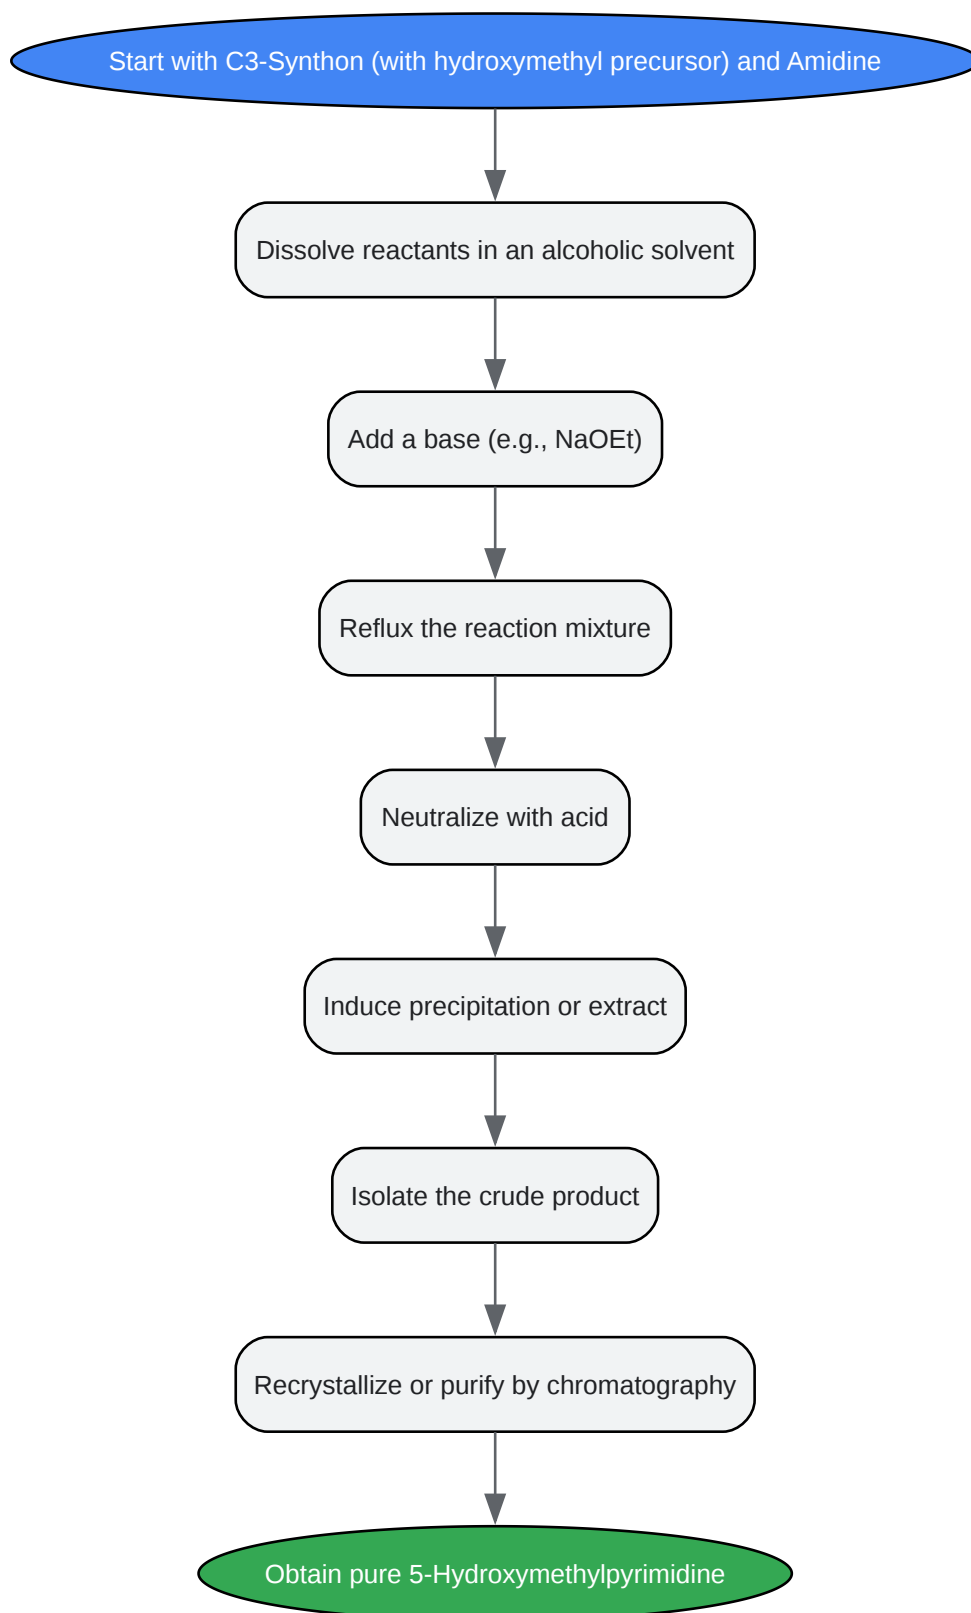 Start with C3-Synthon (with hydroxymethyl precursor) and Amidine
Dissolve reactants in an alcoholic solvent
Add a base (e.g., NaOEt)
Reflux the reaction mixture
Neutralize with acid
Induce precipitation or extract
Isolate the crude product
Recrystallize or purify by chromatography
Obtain pure 5-Hydroxymethylpyrimidine